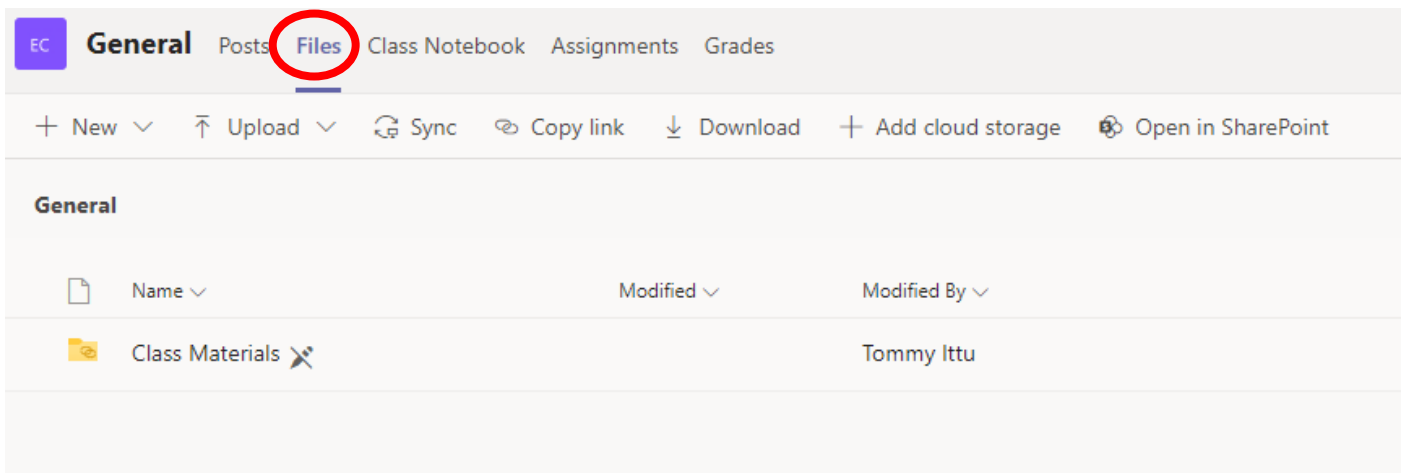 EC General Posts Files Class Notebook Assignments Grades
New Upload Sync Copy link Download Add cloud storage Open in SharePoint
General
Name Modified Modified By
Class Materials Tommy Ittu